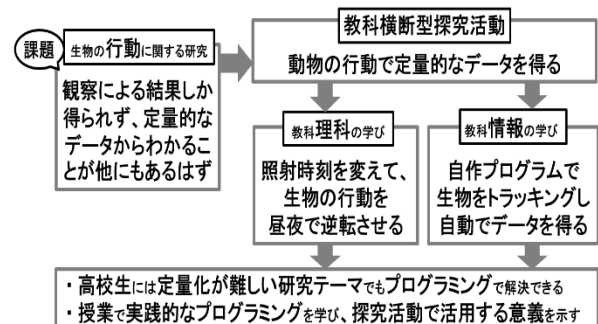 課題
生物の行動に関する研究
観察による結果しか
得られず、定量的な
データからわかるこ
とが他にもあるはず
教科横断型探究活動
動物の行動で定量的なデータを得る
教科理科の学び
照射時刻を変えて、
生物の行動を
昼夜で逆転させる
教科情報の学び
自作プログラムで
生物をトラッキングし
自動でデータを得る
・高校生には定量化が難しい研究テーマでもプログラミングで解決できる
・授業で実践的なプログラミングを学び、探究活動で活用する意義を示す